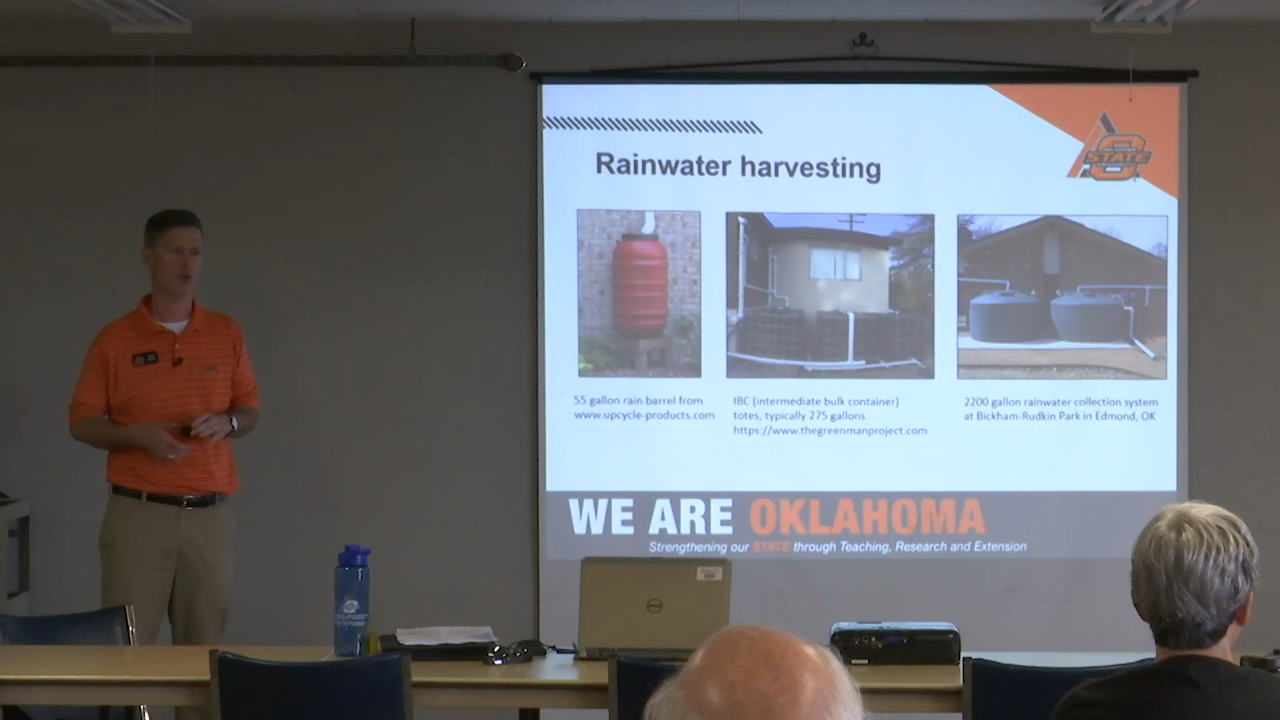 OKLAHOMA
STATE
Rainwater harvesting
55 gallon rain barrel from
www.upcycle-products.com
IBC (intermediate bulk container)
totes, typically 275 gallons
https://www.thegreenmanproject.com
2200 gallon rainwater collection system
at Bickham-Rudkin Park in Edmond, OK
WE ARE OKLAHOMA
Strengthening our STATE through Teaching, Research and Extension
DELL